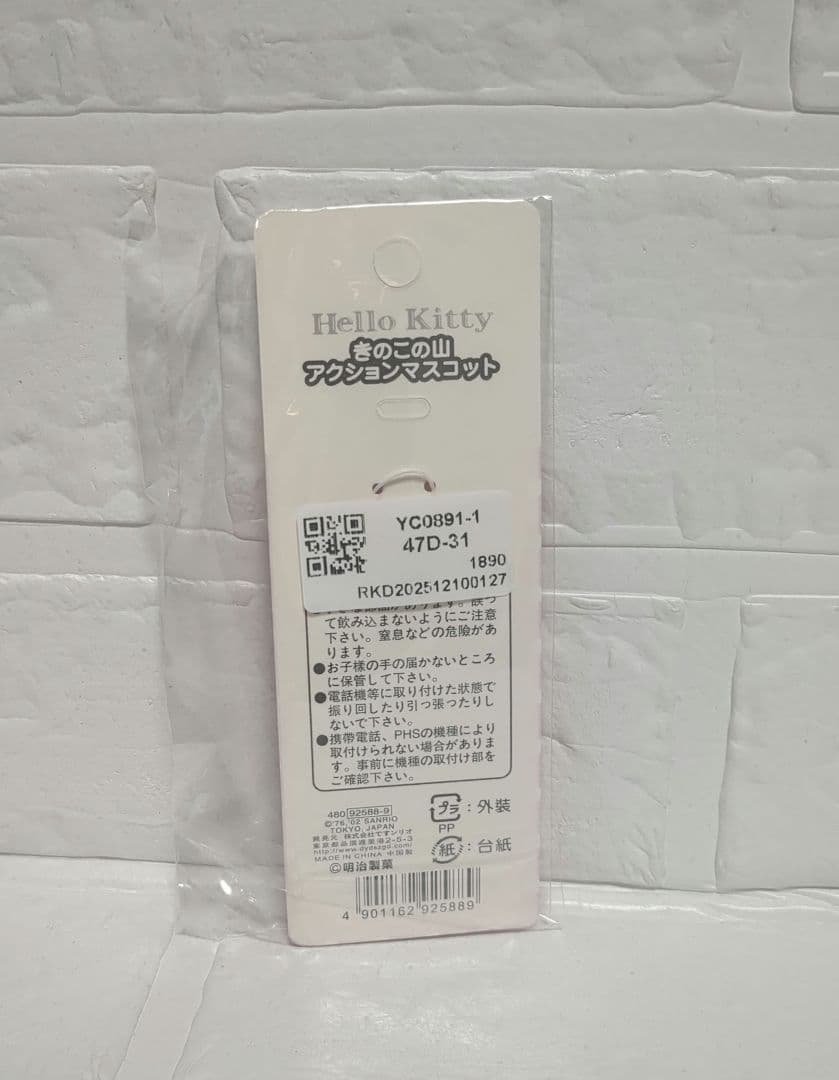 Hello Kitty
きのこの山
アクションマスコット
YC0891-1
47D-31
1890
RKD202512100127
て飲み込まないようにご注意
下さい。窒息などの危険があ
ります。
●お子様の手の届かないところ
に保管して下さい。
●電話機等に取り付けた状態で
振り回したり引っ張ったりし
ないで下さい。
●携帯電話、PHSの機種により
取付けられない場合がありま
す。事前に機種の取付け部を
ご確認下さい。
480 92588-9
©'76,'02 SANRIO
TOKYO, JAPAN
MADE IN CHINA 中国製
©明治製菓
プラ:外装
PP
紙:台紙
4 901162 925889